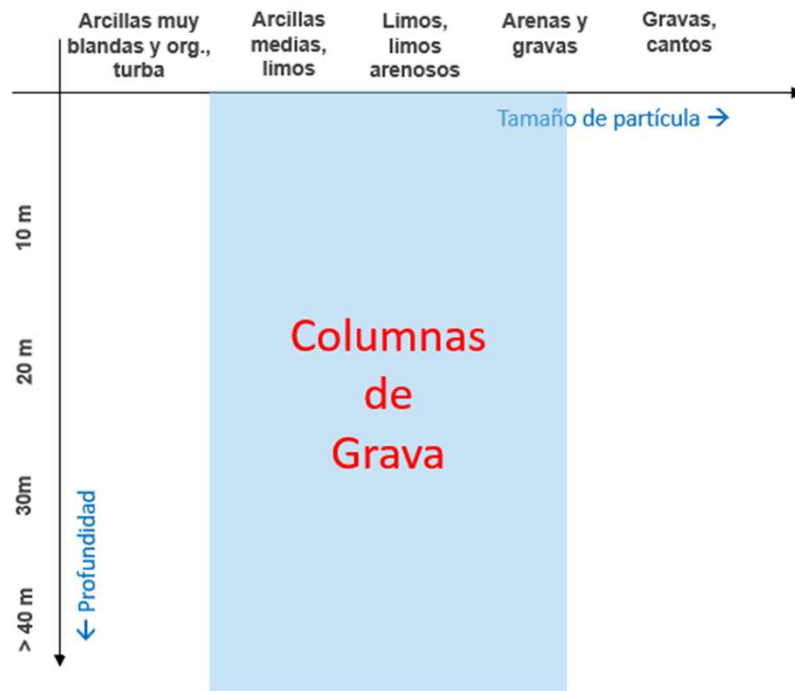 Arcillas muy
blandas y org.,
turba
Arcillas
medias,
limos
Limos,
limos
arenosos
Arenas y
gravas
Gravas,
cantos
Tamaño de partícula →
10 m
20 m
30m
> 40 m
← Profundidad
Columnas
de
Grava